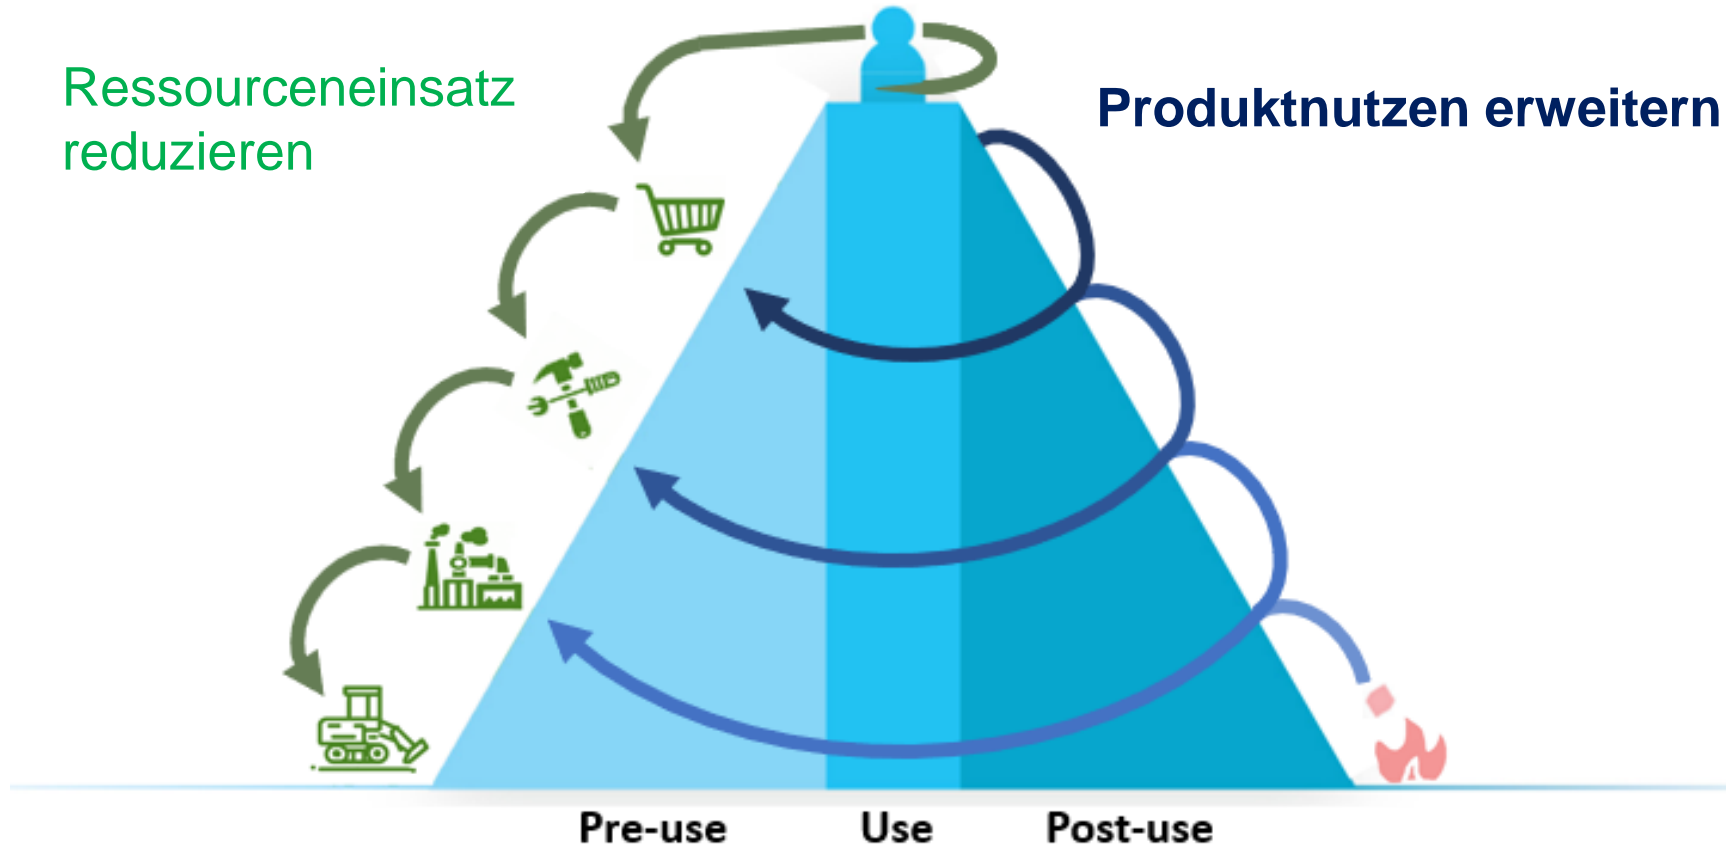 Ressourceneinsatz
reduzieren
Produktnutzen erweitern
Pre-use
Use
Post-use